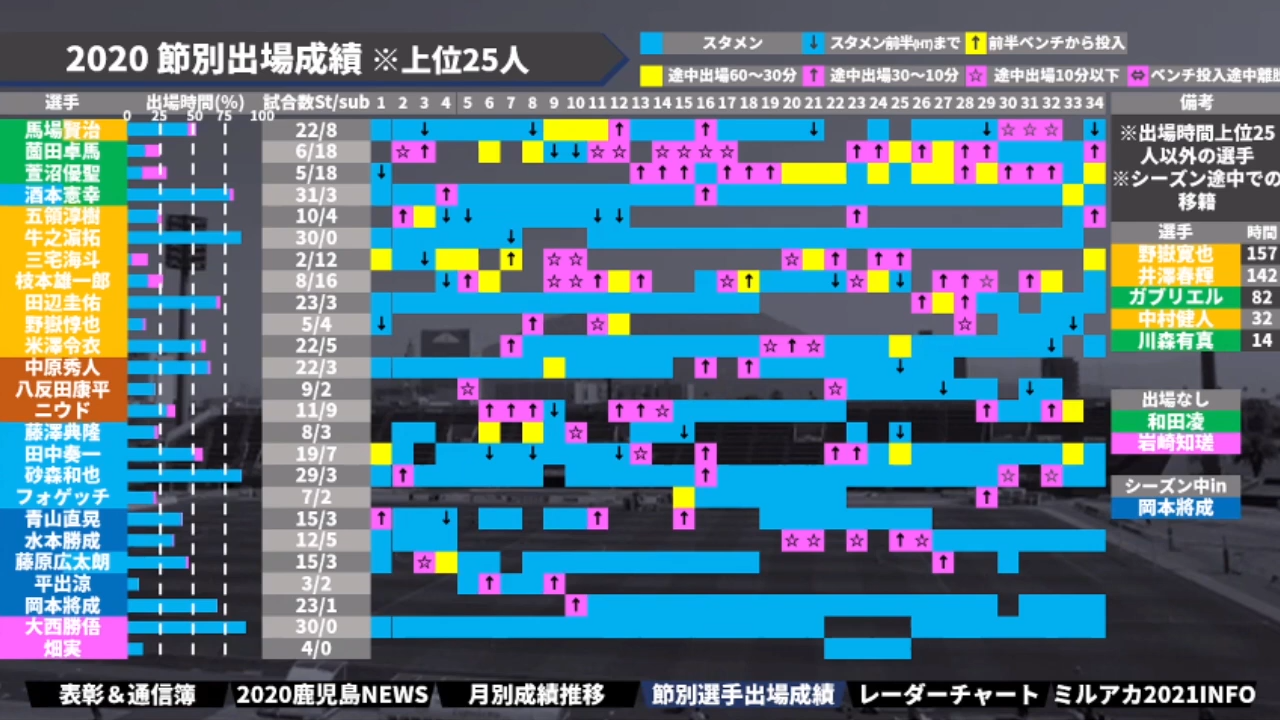 2020 節別出場成績 ※上位25人
スタメン
↓ スタメン前半(HT)まで
↑ 前半ベンチから投入
途中出場60〜30分
↑ 途中出場30〜10分
☆ 途中出場10分以下
⇔ ベンチ投入途中離脱
選手 出場時間(%) 試合数St/sub 1 2 3 4 5 6 7 8 9 10 11 12 13 14 15 16 17 18 19 20 21 22 23 24 25 26 27 28 29 30 31 32 33 34
0 25 50 75 100
馬場賢治 22/8 ↓ ↓ ↑ ↑ ↓ ↓ ☆ ☆ ☆ ↓
薗田卓馬 6/18 ☆ ↑ ↓ ↓ ☆ ☆ ☆ ☆ ☆ ☆ ↑ ↑ ↑ ↑ ↑ ↑
萱沼優聖 5/18 ↓ ↑ ↑ ↑ ↑ ↑ ↑ ↑ ↑ ↑ ↑
酒本憲幸 31/3 ↑ ↑
五領淳樹 10/4 ↑ ↓ ↓ ↓ ↓ ↑ ↑
牛之濵拓 30/0 ↓
三宅海斗 2/12 ↓ ↑ ☆ ☆ ☆ ↑ ↑ ↑
枝本雄一郎 8/16 ↓ ↑ ☆ ☆ ↑ ↑ ☆ ↑ ↓ ☆ ↓ ↑ ↑ ☆ ↑
田辺圭佑 23/3 ↑ ↑
野嶽惇也 5/4 ↓ ↑ ☆ ☆ ↓
米澤令衣 22/5 ↑ ☆ ↑ ☆ ↓
中原秀人 22/3 ↑ ↑ ↓
八反田康平 9/2 ☆ ☆ ↓ ↓
ニウド 11/9 ↑ ↑ ↑ ↓ ↑ ↑ ☆ ↑ ↑
藤澤典隆 8/3 ☆ ↓ ↓
田中奏一 19/7 ↓ ↓ ↓ ☆ ↑ ↑ ↑
砂森和也 29/3 ↑ ↑ ☆ ☆
フォゲッチ 7/2 ↑
青山直晃 15/3 ↑ ↓ ↑ ↑
水本勝成 12/5 ☆ ☆ ☆ ↑ ☆
藤原広太朗 15/3 ☆ ↑
平出涼 3/2 ↑ ↑
岡本將成 23/1 ↑
大西勝悟 30/0
畑実 4/0
備考
※出場時間上位25
人以外の選手
※シーズン途中での
移籍
選手 時間
野嶽寛也 157
井澤春輝 142
ガブリエル 82
中村健人 32
川森有真 14
出場なし
和田凌
岩崎知瑳
シーズン中in
岡本將成
表彰＆通信簿 2020鹿児島NEWS 月別成績推移 節別選手出場成績 レーダーチャート ミルアカ2021INFO